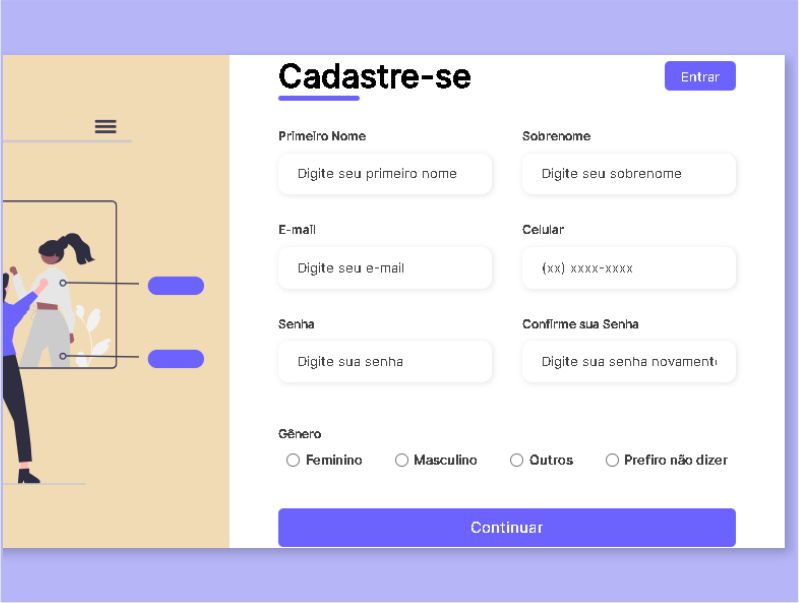 Cadastre-se
Entrar
Primeiro Nome
Sobrenome
Digite seu primeiro nome
Digite seu sobrenome
E-mail
Celular
Digite seu e-mail
(xx) xxxx-xxxx
Senha
Confirme sua Senha
Digite sua senha
Digite sua senha novament
Gênero
Feminino
Masculino
Outros
Prefiro não dizer
Continuar